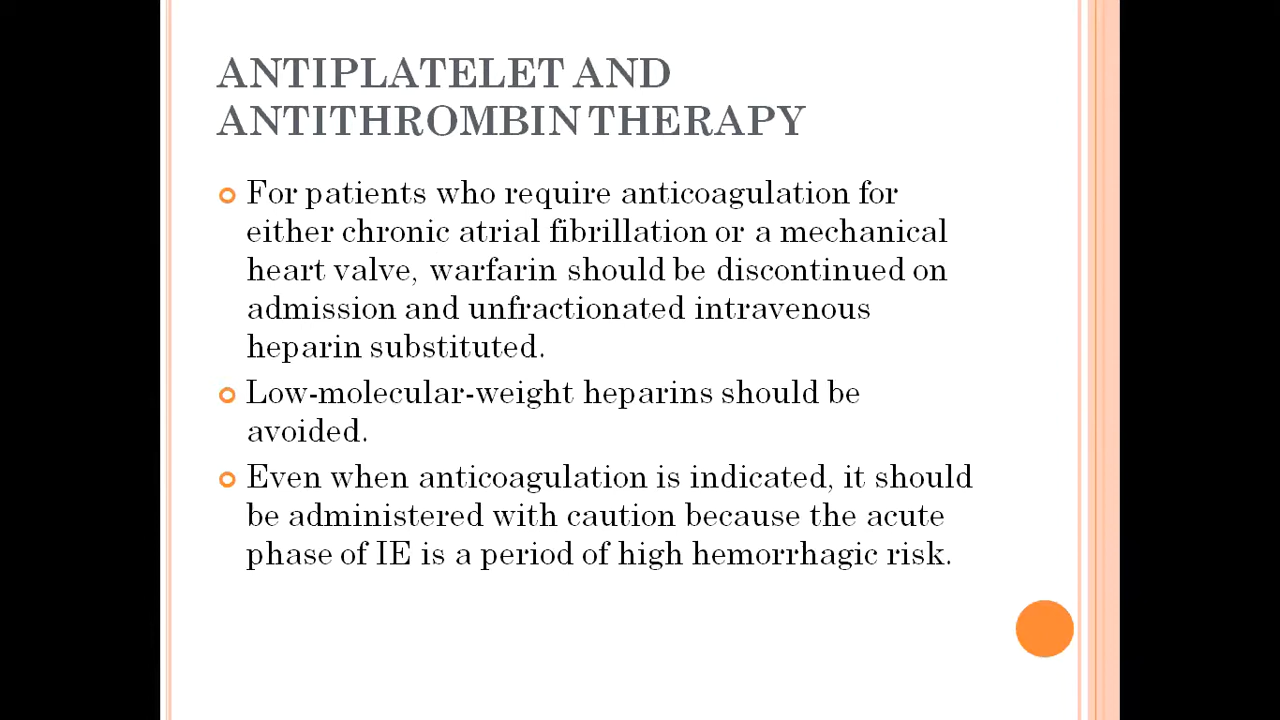 ANTIPLATELET AND
ANTITHROMBIN THERAPY
For patients who require anticoagulation for
either chronic atrial fibrillation or a mechanical
heart valve, warfarin should be discontinued on
admission and unfractionated intravenous
heparin substituted.
Low-molecular-weight heparins should be
avoided.
Even when anticoagulation is indicated, it should
be administered with caution because the acute
phase of IE is a period of high hemorrhagic risk.